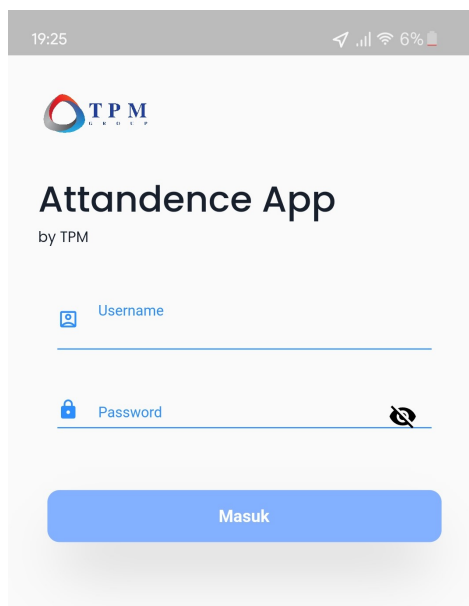 19:25
6%
TPM
GROUP
Attandence App
by TPM
Username
Password
Masuk